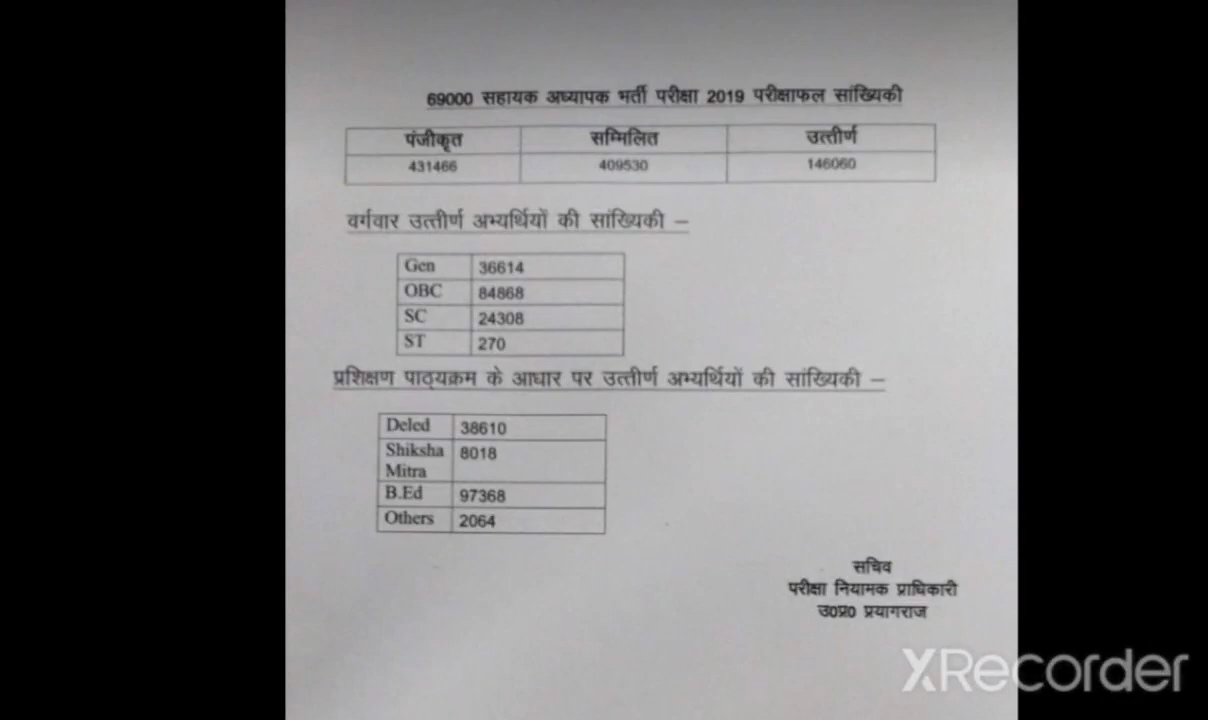 69000 सहायक अध्यापक भर्ती परीक्षा 2019 परीक्षाफल सांख्यिकी
पंजीकृत सम्मिलित उत्तीर्ण
431466 409530 146060
वर्गवार उत्तीर्ण अभ्यर्थियों की सांख्यिकी –
Gen 36614
OBC 84868
SC 24308
ST 270
प्रशिक्षण पाठ्यक्रम के आधार पर उत्तीर्ण अभ्यर्थियों की सांख्यिकी –
Deled 38610
Shiksha 8018
Mitra
B.Ed 97368
Others 2064
सचिव
परीक्षा नियामक प्राधिकारी
उ0प्र0 प्रयागराज
XRecorder